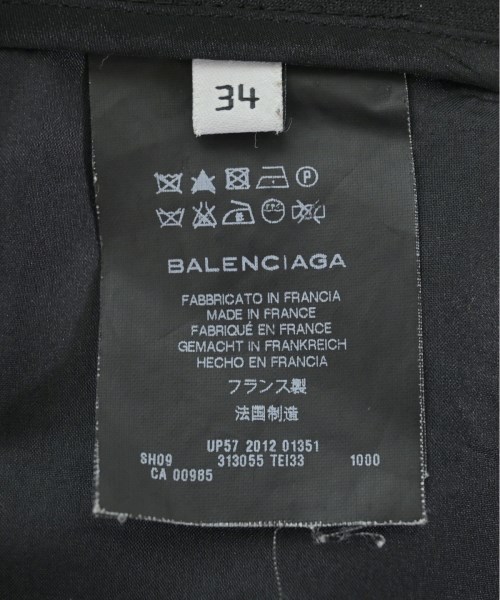 34
P
BALENCIAGA
FABBRICATO IN FRANCIA
MADE IN FRANCE
FABRIQUÉ EN FRANCE
GEMACHT IN FRANKREICH
HECHO EN FRANCIA
フランス製
法国制造
UP57 2012 01351
SH09 313055 TEI33 1000
CA 00985